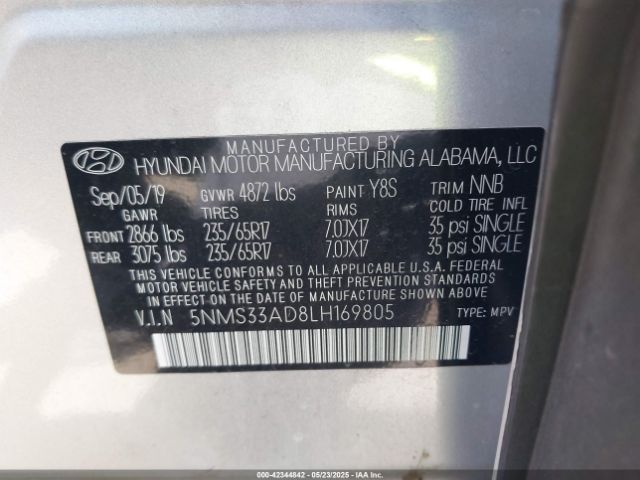 MANUFACTURED BY
HYUNDAI MOTOR MANUFACTURING ALABAMA, LLC
Sep/05/19 GVWR 4872 lbs PAINT Y8S TRIM NNB
GAWR TIRES RIMS COLD TIRE INFL
FRONT 2866 lbs 235/65R17 7.0JX17 35 psi SINGLE
REAR 3075 lbs 235/65R17 7.0JX17 35 psi SINGLE
THIS VEHICLE CONFORMS TO ALL APPLICABLE U.S.A. FEDERAL
MOTOR VEHICLE SAFETY, BUMPER, AND THEFT PREVENTION
STANDARDS IN EFFECT ON THE DATE OF MANUFACTURE SHOWN ABOVE.
V.I.N 5NMS33AD8LH169805 TYPE: MPV
000-42344842 - 05/23/2025 - IAAI.COM